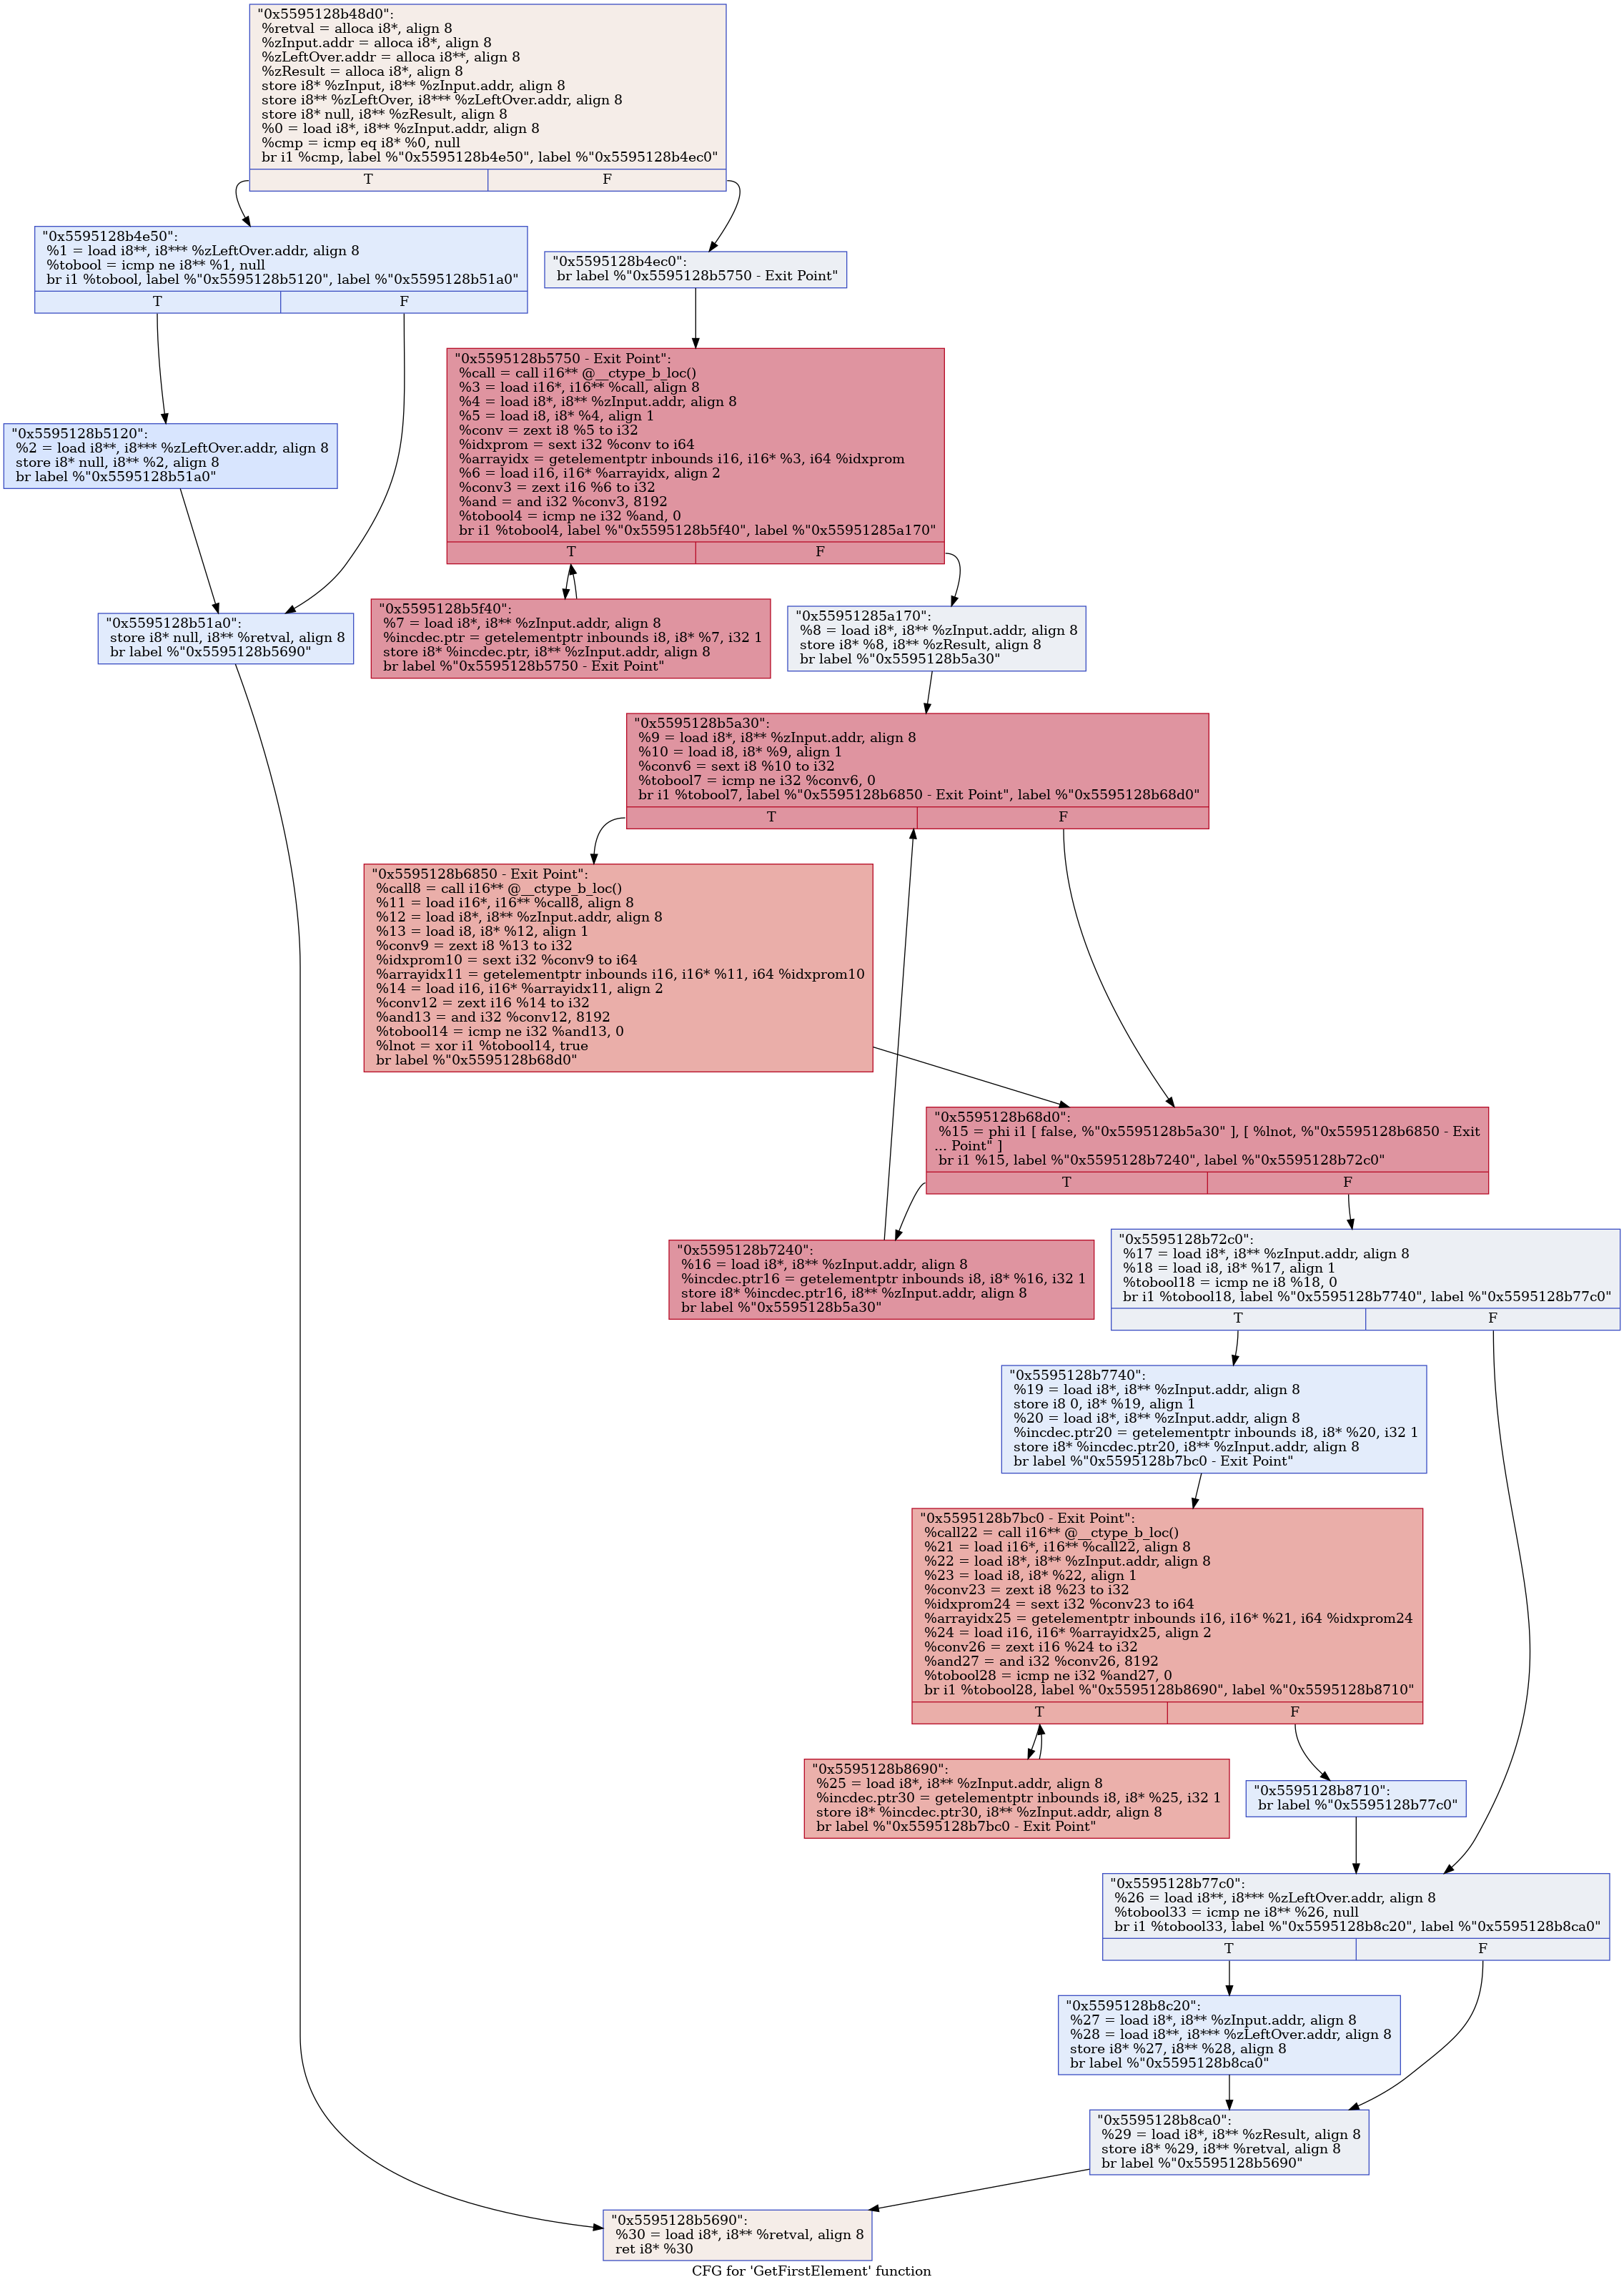 "0x5595128b48d0":
%retval = alloca i8*, align 8
%zInput.addr = alloca i8*, align 8
%zLeftOver.addr = alloca i8**, align 8
%zResult = alloca i8*, align 8
store i8* %zInput, i8** %zInput.addr, align 8
store i8** %zLeftOver, i8*** %zLeftOver.addr, align 8
store i8* null, i8** %zResult, align 8
%0 = load i8*, i8** %zInput.addr, align 8
%cmp = icmp eq i8* %0, null
br i1 %cmp, label %"0x5595128b4e50", label %"0x5595128b4ec0"
T F
"0x5595128b4e50":
%1 = load i8**, i8*** %zLeftOver.addr, align 8
%tobool = icmp ne i8** %1, null
br i1 %tobool, label %"0x5595128b5120", label %"0x5595128b51a0"
T F
"0x5595128b4ec0":
br label %"0x5595128b5750 - Exit Point"
"0x5595128b5750 - Exit Point":
%call = call i16** @__ctype_b_loc()
%3 = load i16*, i16** %call, align 8
%4 = load i8*, i8** %zInput.addr, align 8
%5 = load i8, i8* %4, align 1
%conv = zext i8 %5 to i32
%idxprom = sext i32 %conv to i64
%arrayidx = getelementptr inbounds i16, i16* %3, i64 %idxprom
%6 = load i16, i16* %arrayidx, align 2
%conv3 = zext i16 %6 to i32
%and = and i32 %conv3, 8192
%tobool4 = icmp ne i32 %and, 0
br i1 %tobool4, label %"0x5595128b5f40", label %"0x55951285a170"
T F
"0x5595128b5120":
%2 = load i8**, i8*** %zLeftOver.addr, align 8
store i8* null, i8** %2, align 8
br label %"0x5595128b51a0"
"0x5595128b51a0":
store i8* null, i8** %retval, align 8
br label %"0x5595128b5690"
"0x5595128b5f40":
%7 = load i8*, i8** %zInput.addr, align 8
%incdec.ptr = getelementptr inbounds i8, i8* %7, i32 1
store i8* %incdec.ptr, i8** %zInput.addr, align 8
br label %"0x5595128b5750 - Exit Point"
"0x55951285a170":
%8 = load i8*, i8** %zInput.addr, align 8
store i8* %8, i8** %zResult, align 8
br label %"0x5595128b5a30"
"0x5595128b5a30":
%9 = load i8*, i8** %zInput.addr, align 8
%10 = load i8, i8* %9, align 1
%conv6 = sext i8 %10 to i32
%tobool7 = icmp ne i32 %conv6, 0
br i1 %tobool7, label %"0x5595128b6850 - Exit Point", label %"0x5595128b68d0"
T F
"0x5595128b6850 - Exit Point":
%call8 = call i16** @__ctype_b_loc()
%11 = load i16*, i16** %call8, align 8
%12 = load i8*, i8** %zInput.addr, align 8
%13 = load i8, i8* %12, align 1
%conv9 = zext i8 %13 to i32
%idxprom10 = sext i32 %conv9 to i64
%arrayidx11 = getelementptr inbounds i16, i16* %11, i64 %idxprom10
%14 = load i16, i16* %arrayidx11, align 2
%conv12 = zext i16 %14 to i32
%and13 = and i32 %conv12, 8192
%tobool14 = icmp ne i32 %and13, 0
%lnot = xor i1 %tobool14, true
br label %"0x5595128b68d0"
"0x5595128b68d0":
%15 = phi i1 [ false, %"0x5595128b5a30" ], [ %lnot, %"0x5595128b6850 - Exit
... Point" ]
br i1 %15, label %"0x5595128b7240", label %"0x5595128b72c0"
T F
"0x5595128b7240":
%16 = load i8*, i8** %zInput.addr, align 8
%incdec.ptr16 = getelementptr inbounds i8, i8* %16, i32 1
store i8* %incdec.ptr16, i8** %zInput.addr, align 8
br label %"0x5595128b5a30"
"0x5595128b72c0":
%17 = load i8*, i8** %zInput.addr, align 8
%18 = load i8, i8* %17, align 1
%tobool18 = icmp ne i8 %18, 0
br i1 %tobool18, label %"0x5595128b7740", label %"0x5595128b77c0"
T F
"0x5595128b7740":
%19 = load i8*, i8** %zInput.addr, align 8
store i8 0, i8* %19, align 1
%20 = load i8*, i8** %zInput.addr, align 8
%incdec.ptr20 = getelementptr inbounds i8, i8* %20, i32 1
store i8* %incdec.ptr20, i8** %zInput.addr, align 8
br label %"0x5595128b7bc0 - Exit Point"
"0x5595128b7bc0 - Exit Point":
%call22 = call i16** @__ctype_b_loc()
%21 = load i16*, i16** %call22, align 8
%22 = load i8*, i8** %zInput.addr, align 8
%23 = load i8, i8* %22, align 1
%conv23 = zext i8 %23 to i32
%idxprom24 = sext i32 %conv23 to i64
%arrayidx25 = getelementptr inbounds i16, i16* %21, i64 %idxprom24
%24 = load i16, i16* %arrayidx25, align 2
%conv26 = zext i16 %24 to i32
%and27 = and i32 %conv26, 8192
%tobool28 = icmp ne i32 %and27, 0
br i1 %tobool28, label %"0x5595128b8690", label %"0x5595128b8710"
T F
"0x5595128b8690":
%25 = load i8*, i8** %zInput.addr, align 8
%incdec.ptr30 = getelementptr inbounds i8, i8* %25, i32 1
store i8* %incdec.ptr30, i8** %zInput.addr, align 8
br label %"0x5595128b7bc0 - Exit Point"
"0x5595128b8710":
br label %"0x5595128b77c0"
"0x5595128b77c0":
%26 = load i8**, i8*** %zLeftOver.addr, align 8
%tobool33 = icmp ne i8** %26, null
br i1 %tobool33, label %"0x5595128b8c20", label %"0x5595128b8ca0"
T F
"0x5595128b8c20":
%27 = load i8*, i8** %zInput.addr, align 8
%28 = load i8**, i8*** %zLeftOver.addr, align 8
store i8* %27, i8** %28, align 8
br label %"0x5595128b8ca0"
"0x5595128b8ca0":
%29 = load i8*, i8** %zResult, align 8
store i8* %29, i8** %retval, align 8
br label %"0x5595128b5690"
"0x5595128b5690":
%30 = load i8*, i8** %retval, align 8
ret i8* %30
CFG for 'GetFirstElement' function